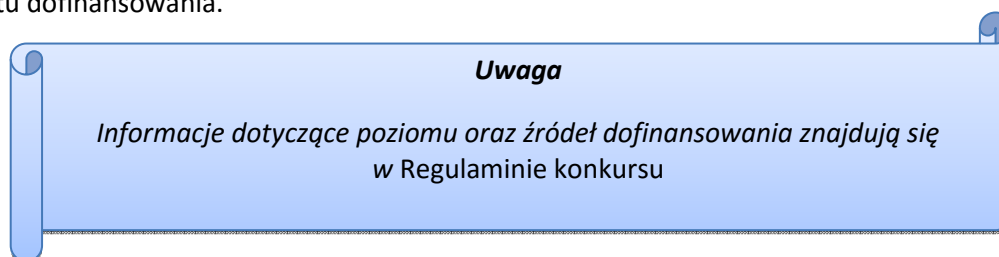 tu dofinansowania.
Uwaga
Informacje dotyczące poziomu oraz źródeł dofinansowania znajdują się
w Regulaminie konkursu